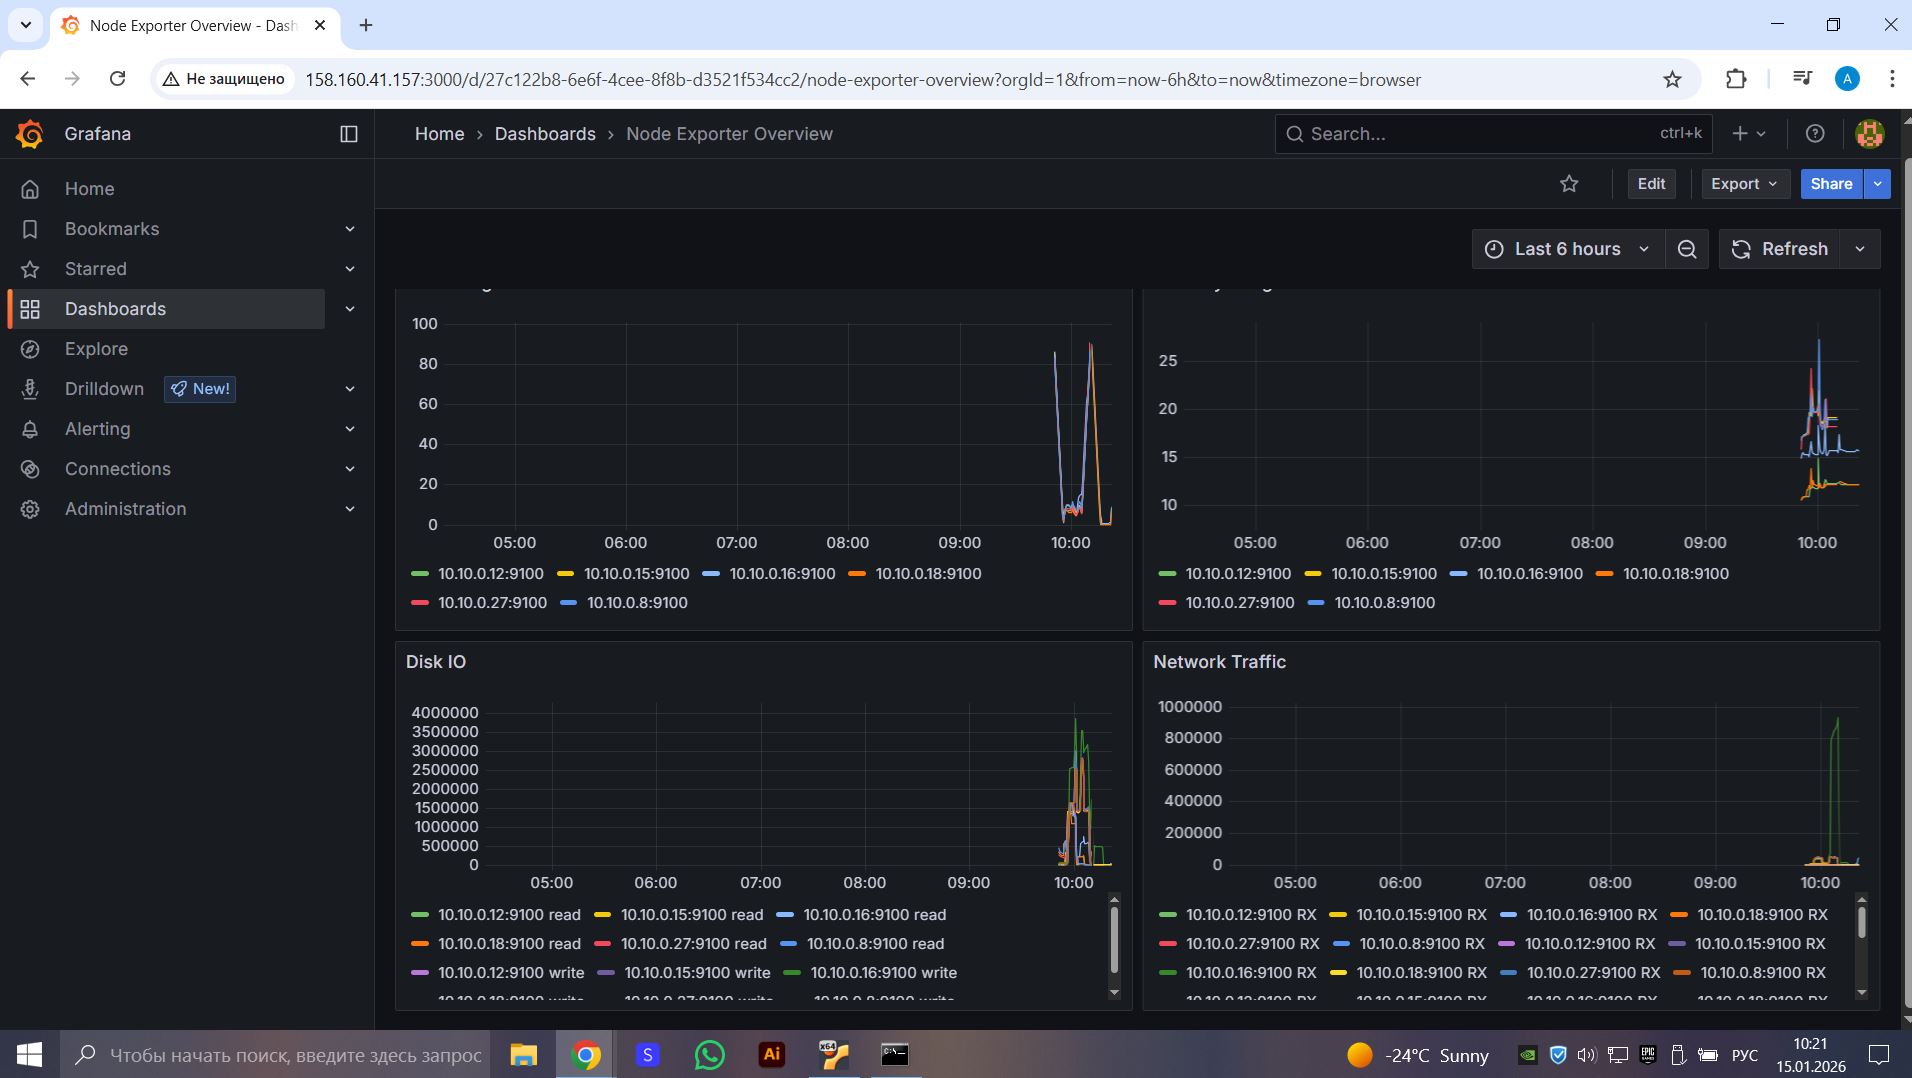 Node Exporter Overview - Dash
Не защищено
158.160.41.157:3000/d/27c122b8-6e6f-4cee-8f8b-d3521f534cc2/node-exporter-overview?orgId=1&from=now-6h&to=now&timezone=browser
A
Grafana
Home › Dashboards › Node Exporter Overview
Search...
ctrl+k
Home
Bookmarks
Starred
Dashboards
Explore
Drilldown
New!
Alerting
Connections
Administration
Edit
Export
Share
Last 6 hours
Refresh
100
80
60
40
20
0
05:00 06:00 07:00 08:00 09:00 10:00
10.10.0.12:9100 10.10.0.15:9100 10.10.0.16:9100 10.10.0.18:9100
10.10.0.27:9100 10.10.0.8:9100
25
20
15
10
05:00 06:00 07:00 08:00 09:00 10:00
10.10.0.12:9100 10.10.0.15:9100 10.10.0.16:9100 10.10.0.18:9100
10.10.0.27:9100 10.10.0.8:9100
Disk IO
4000000
3500000
3000000
2500000
2000000
1500000
1000000
500000
0
05:00 06:00 07:00 08:00 09:00 10:00
10.10.0.12:9100 read 10.10.0.15:9100 read 10.10.0.16:9100 read
10.10.0.18:9100 read 10.10.0.27:9100 read 10.10.0.8:9100 read
10.10.0.12:9100 write 10.10.0.15:9100 write 10.10.0.16:9100 write
Network Traffic
1000000
800000
600000
400000
200000
0
05:00 06:00 07:00 08:00 09:00 10:00
10.10.0.12:9100 RX 10.10.0.15:9100 RX 10.10.0.16:9100 RX 10.10.0.18:9100 RX
10.10.0.27:9100 RX 10.10.0.8:9100 RX 10.10.0.12:9100 RX 10.10.0.15:9100 RX
10.10.0.16:9100 RX 10.10.0.18:9100 RX 10.10.0.27:9100 RX 10.10.0.8:9100 RX
Чтобы начать поиск, введите здесь запрос
S
Ai
x64
C:\
-24°C Sunny
EPIC
РУС
10:21
15.01.2026